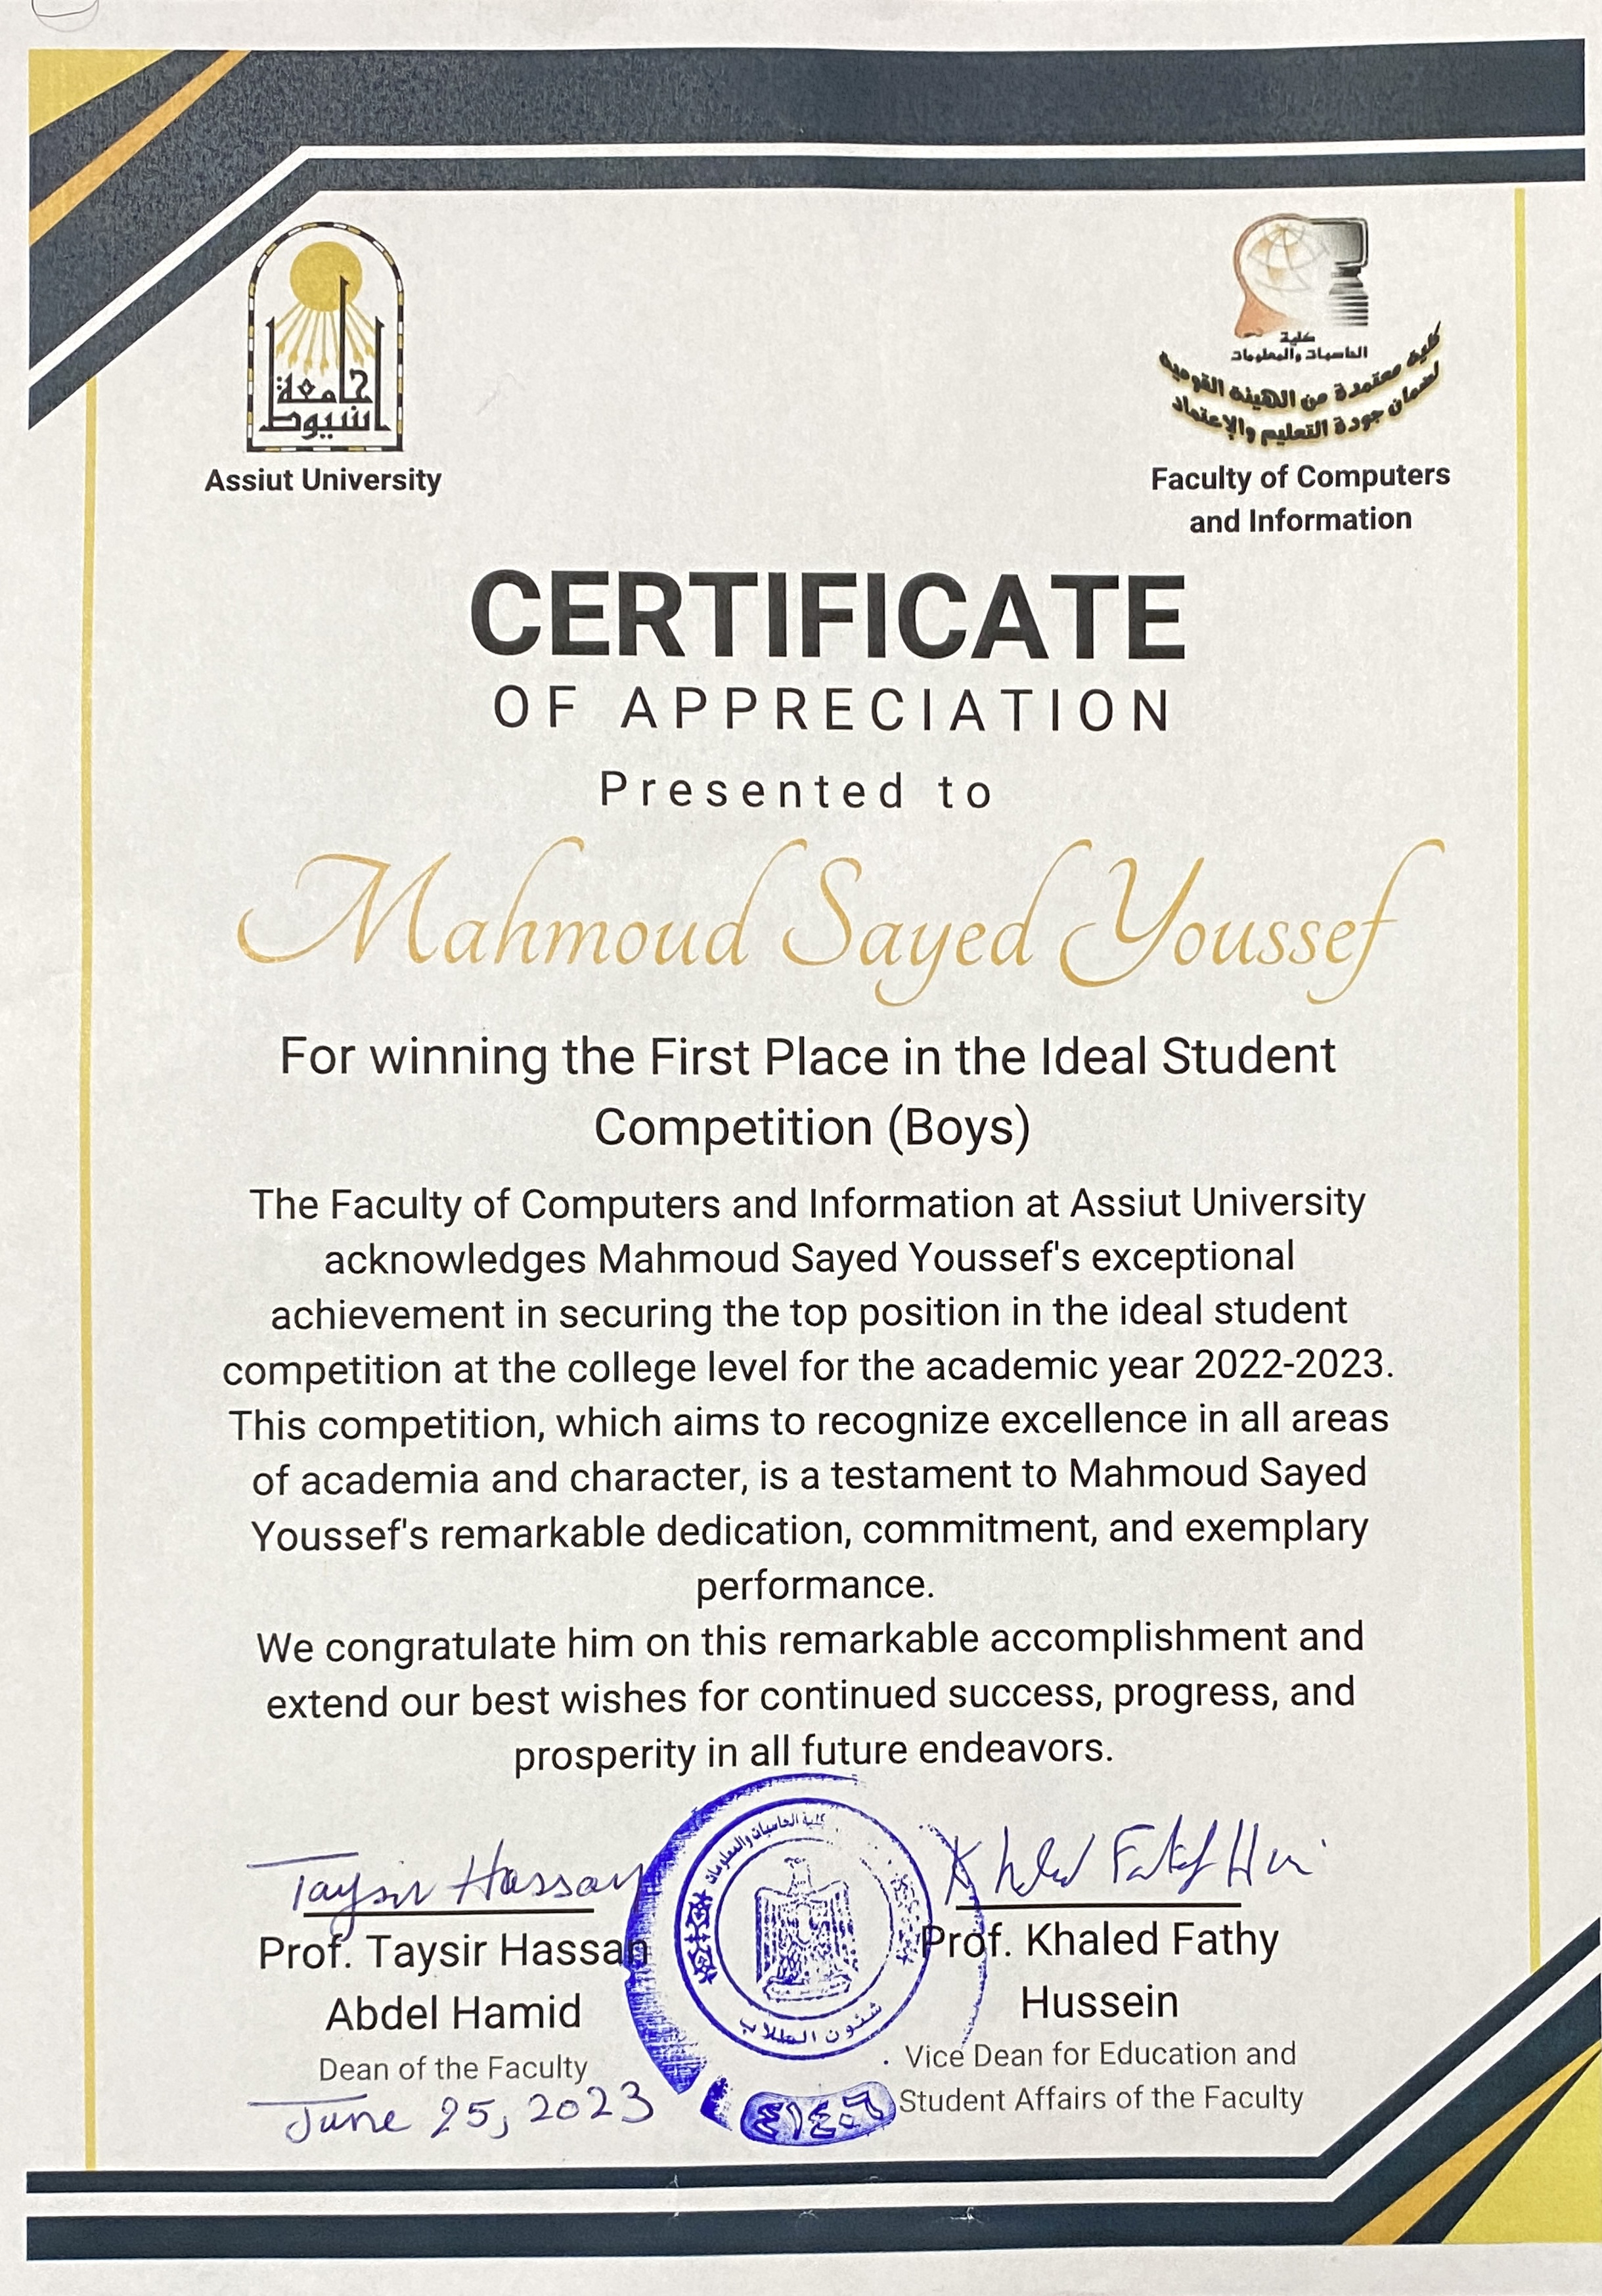 جامعة
أسيوط
Assiut University
كلية
الحاسبات والمعلومات
كلية معتمدة من الهيئة القومية
لضمان جودة التعليم والإعتماد
Faculty of Computers
and Information
CERTIFICATE
OF APPRECIATION
Presented to
Mahmoud Sayed Youssef
For winning the First Place in the Ideal Student
Competition (Boys)
The Faculty of Computers and Information at Assiut University
acknowledges Mahmoud Sayed Youssef's exceptional
achievement in securing the top position in the ideal student
competition at the college level for the academic year 2022-2023.
This competition, which aims to recognize excellence in all areas
of academia and character, is a testament to Mahmoud Sayed
Youssef's remarkable dedication, commitment, and exemplary
performance.
We congratulate him on this remarkable accomplishment and
extend our best wishes for continued success, progress, and
prosperity in all future endeavors.
Taysir Hassan
Prof. Taysir Hassan
Abdel Hamid
Dean of the Faculty
June 25, 2023
كلية الحاسبات والمعلومات
شئون الطلاب
٤١٤٠٦
Khaled Fathy
Prof. Khaled Fathy
Hussein
Vice Dean for Education and
Student Affairs of the Faculty